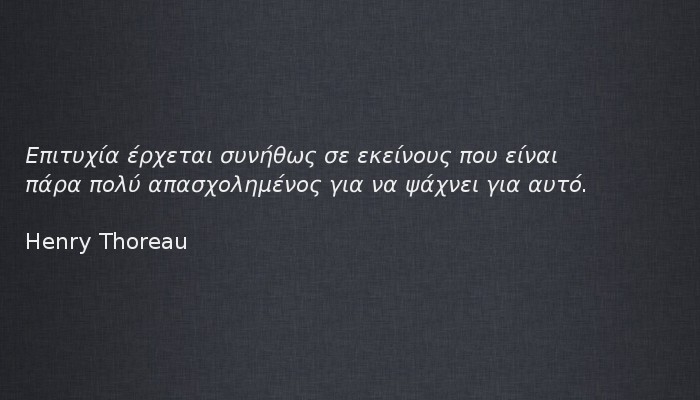 Επιτυχία έρχεται συνήθως σε εκείνους που είναι
πάρα πολύ απασχολημένος για να ψάχνει για αυτό.
Henry Thoreau